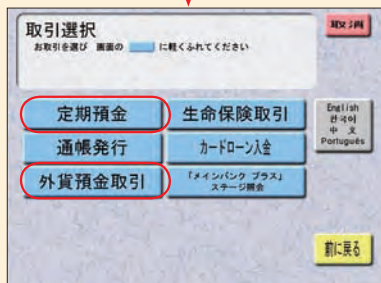 取引選択
お取引を選び 画面の に軽くふれてください
取消
定期預金
生命保険取引
通帳発行
カードローン入金
外貨預金取引
「メインバンク プラス」
ステージ照会
English
한국어
中 文
Português
前に戻る